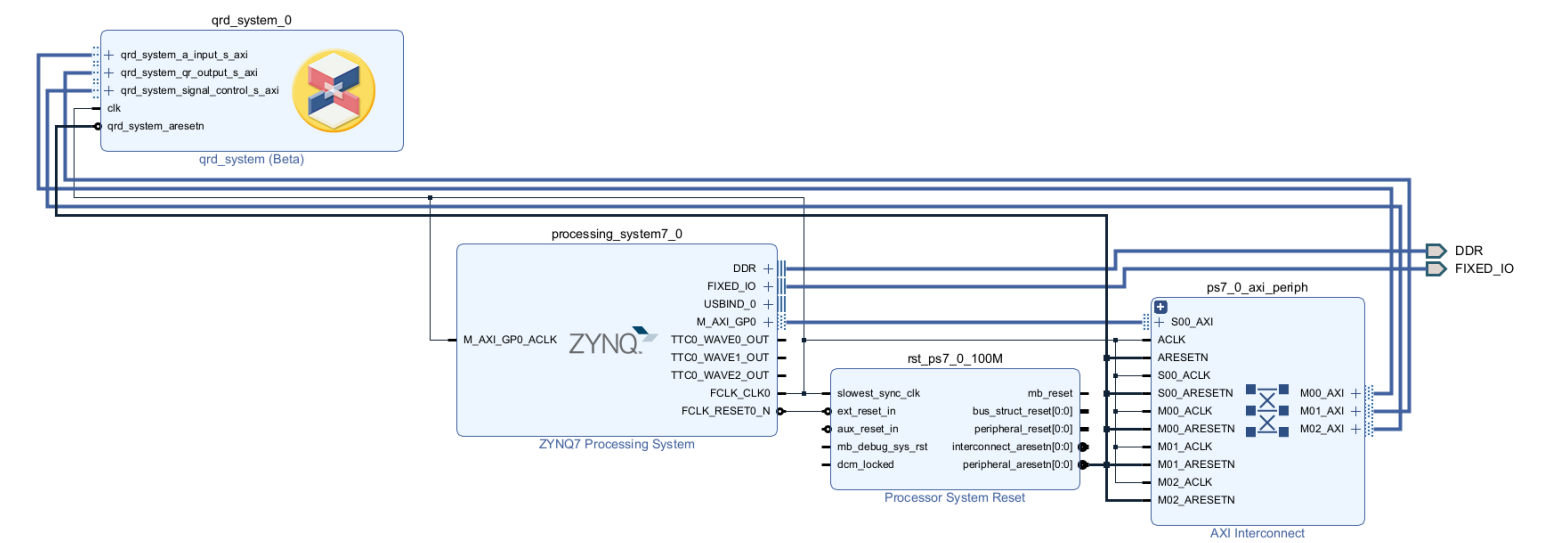 qrd_system_0
qrd_system_a_input_s_axi
qrd_system_qr_output_s_axi
qrd_system_signal_control_s_axi
clk
qrd_system_aresetn
qrd_system (Beta)
processing_system7_0
DDR
FIXED_IO
USBIND_0
M_AXI_GP0
M_AXI_GP0_ACLK
ZYNQ
TTC0_WAVE0_OUT
TTC0_WAVE1_OUT
TTC0_WAVE2_OUT
FCLK_CLK0
FCLK_RESET0_N
ZYNQ7 Processing System
rst_ps7_0_100M
slowest_sync_clk
ext_reset_in
aux_reset_in
mb_debug_sys_rst
dcm_locked
mb_reset
bus_struct_reset[0:0]
peripheral_reset[0:0]
interconnect_aresetn[0:0]
peripheral_aresetn[0:0]
Processor System Reset
ps7_0_axi_periph
S00_AXI
ACLK
ARESETN
S00_ACLK
S00_ARESETN
M00_ACLK
M00_ARESETN
M01_ACLK
M01_ARESETN
M02_ACLK
M02_ARESETN
M00_AXI
M01_AXI
M02_AXI
AXI Interconnect
DDR
FIXED_IO